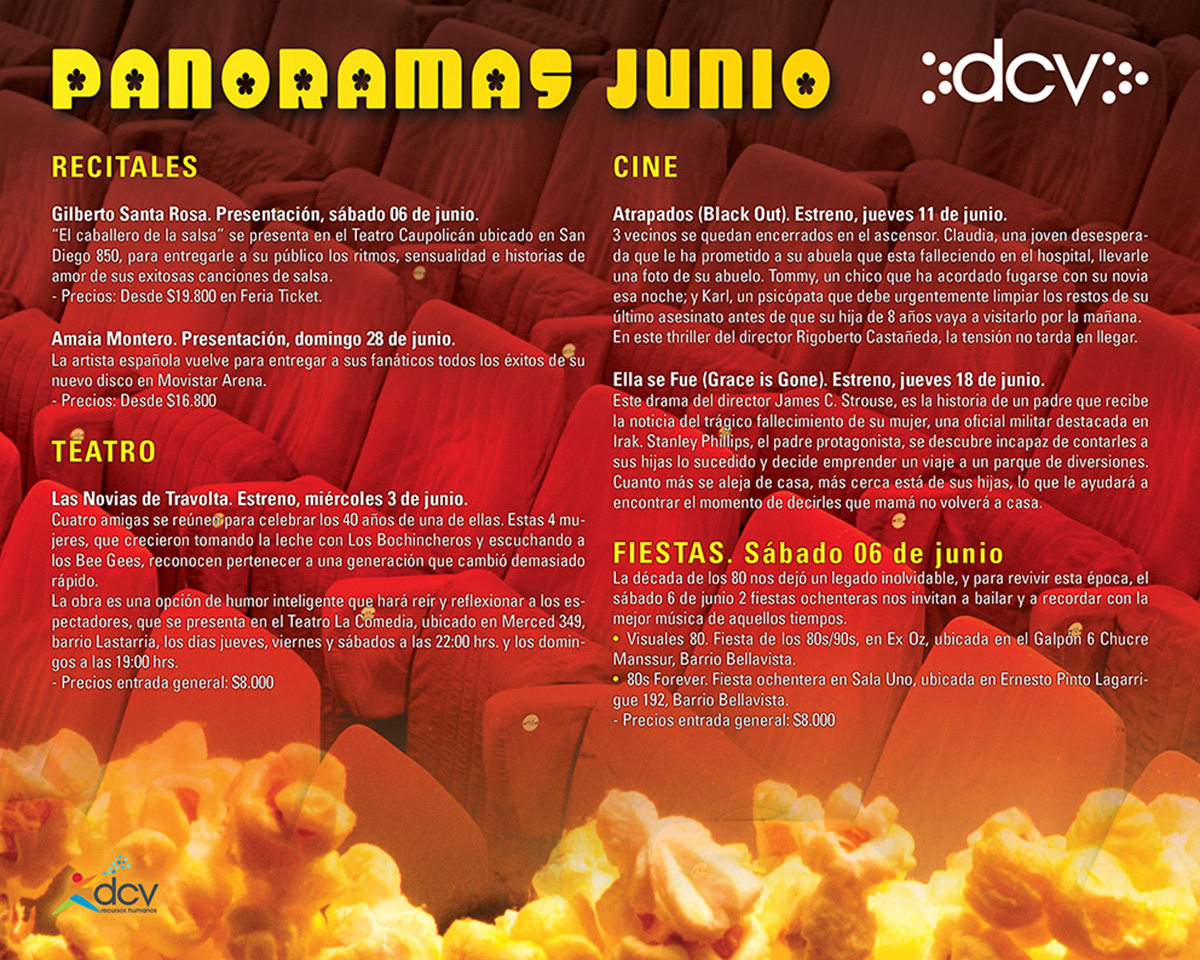 PANORAMAS JUNIO
dcv
RECITALES
Gilberto Santa Rosa. Presentación, sábado 06 de junio.
“El caballero de la salsa” se presenta en el Teatro Caupolicán ubicado en San
Diego 850, para entregarle a su público los ritmos, sensualidad e historias de
amor de sus exitosas canciones de salsa.
- Precios: Desde $19.800 en Feria Ticket.
Amaia Montero. Presentación, domingo 28 de junio.
La artista española vuelve para entregar a sus fanáticos todos los éxitos de su
nuevo disco en Movistar Arena.
- Precios: Desde $16.800
TEATRO
Las Novias de Travolta. Estreno, miércoles 3 de junio.
Cuatro amigas se reúnen para celebrar los 40 años de una de ellas. Estas 4 mu-
jeres, que crecieron tomando la leche con Los Bochincheros y escuchando a
los Bee Gees, reconocen pertenecer a una generación que cambió demasiado
rápido.
La obra es una opción de humor inteligente que hará reír y reflexionar a los es-
pectadores, que se presenta en el Teatro La Comedia, ubicado en Merced 349,
barrio Lastarria, los días jueves, viernes y sábados a las 22:00 hrs. y los domin-
gos a las 19:00 hrs.
- Precios entrada general: $8.000
CINE
Atrapados (Black Out). Estreno, jueves 11 de junio.
3 vecinos se quedan encerrados en el ascensor. Claudia, una joven desespera-
da que le ha prometido a su abuela que esta falleciendo en el hospital, llevarle
una foto de su abuelo. Tommy, un chico que ha acordado fugarse con su novia
esa noche; y Karl, un psicópata que debe urgentemente limpiar los restos de su
último asesinato antes de que su hija de 8 años vaya a visitarlo por la mañana.
En este thriller del director Rigoberto Castañeda, la tensión no tarda en llegar.
Ella se Fue (Grace is Gone). Estreno, jueves 18 de junio.
Este drama del director James C. Strouse, es la historia de un padre que recibe
la noticia del trágico fallecimiento de su mujer, una oficial militar destacada en
Irak. Stanley Phillips, el padre protagonista, se descubre incapaz de contarles a
sus hijas lo sucedido y decide emprender un viaje a un parque de diversiones.
Cuanto más se aleja de casa, más cerca está de sus hijas, lo que le ayudará a
encontrar el momento de decirles que mamá no volverá a casa.
FIESTAS. Sábado 06 de junio
La década de los 80 nos dejó un legado inolvidable, y para revivir esta época, el
sábado 6 de junio 2 fiestas ochenteras nos invitan a bailar y a recordar con la
mejor música de aquellos tiempos.
• Visuales 80. Fiesta de los 80s/90s, en Ex Oz, ubicada en el Galpón 6 Chucre
Manssur, Barrio Bellavista.
• 80s Forever. Fiesta ochentera en Sala Uno, ubicada en Ernesto Pinto Lagarri-
gue 192, Barrio Bellavista.
- Precios entrada general: $8.000
dcv
recursos humanos